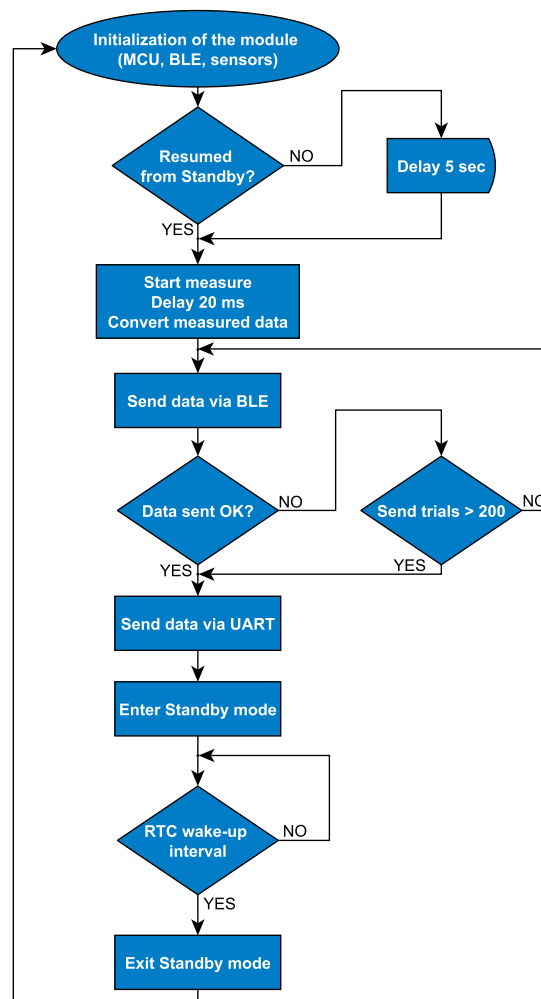 Initialization of the module
(MCU, BLE, sensors)
Resumed
from Standby?
NO
Delay 5 sec
YES
Start measure
Delay 20 ms
Convert measured data
Send data via BLE
Data sent OK?
NO
Send trials > 200
NO
YES
YES
Send data via UART
Enter Standby mode
RTC wake-up
interval
NO
YES
Exit Standby mode